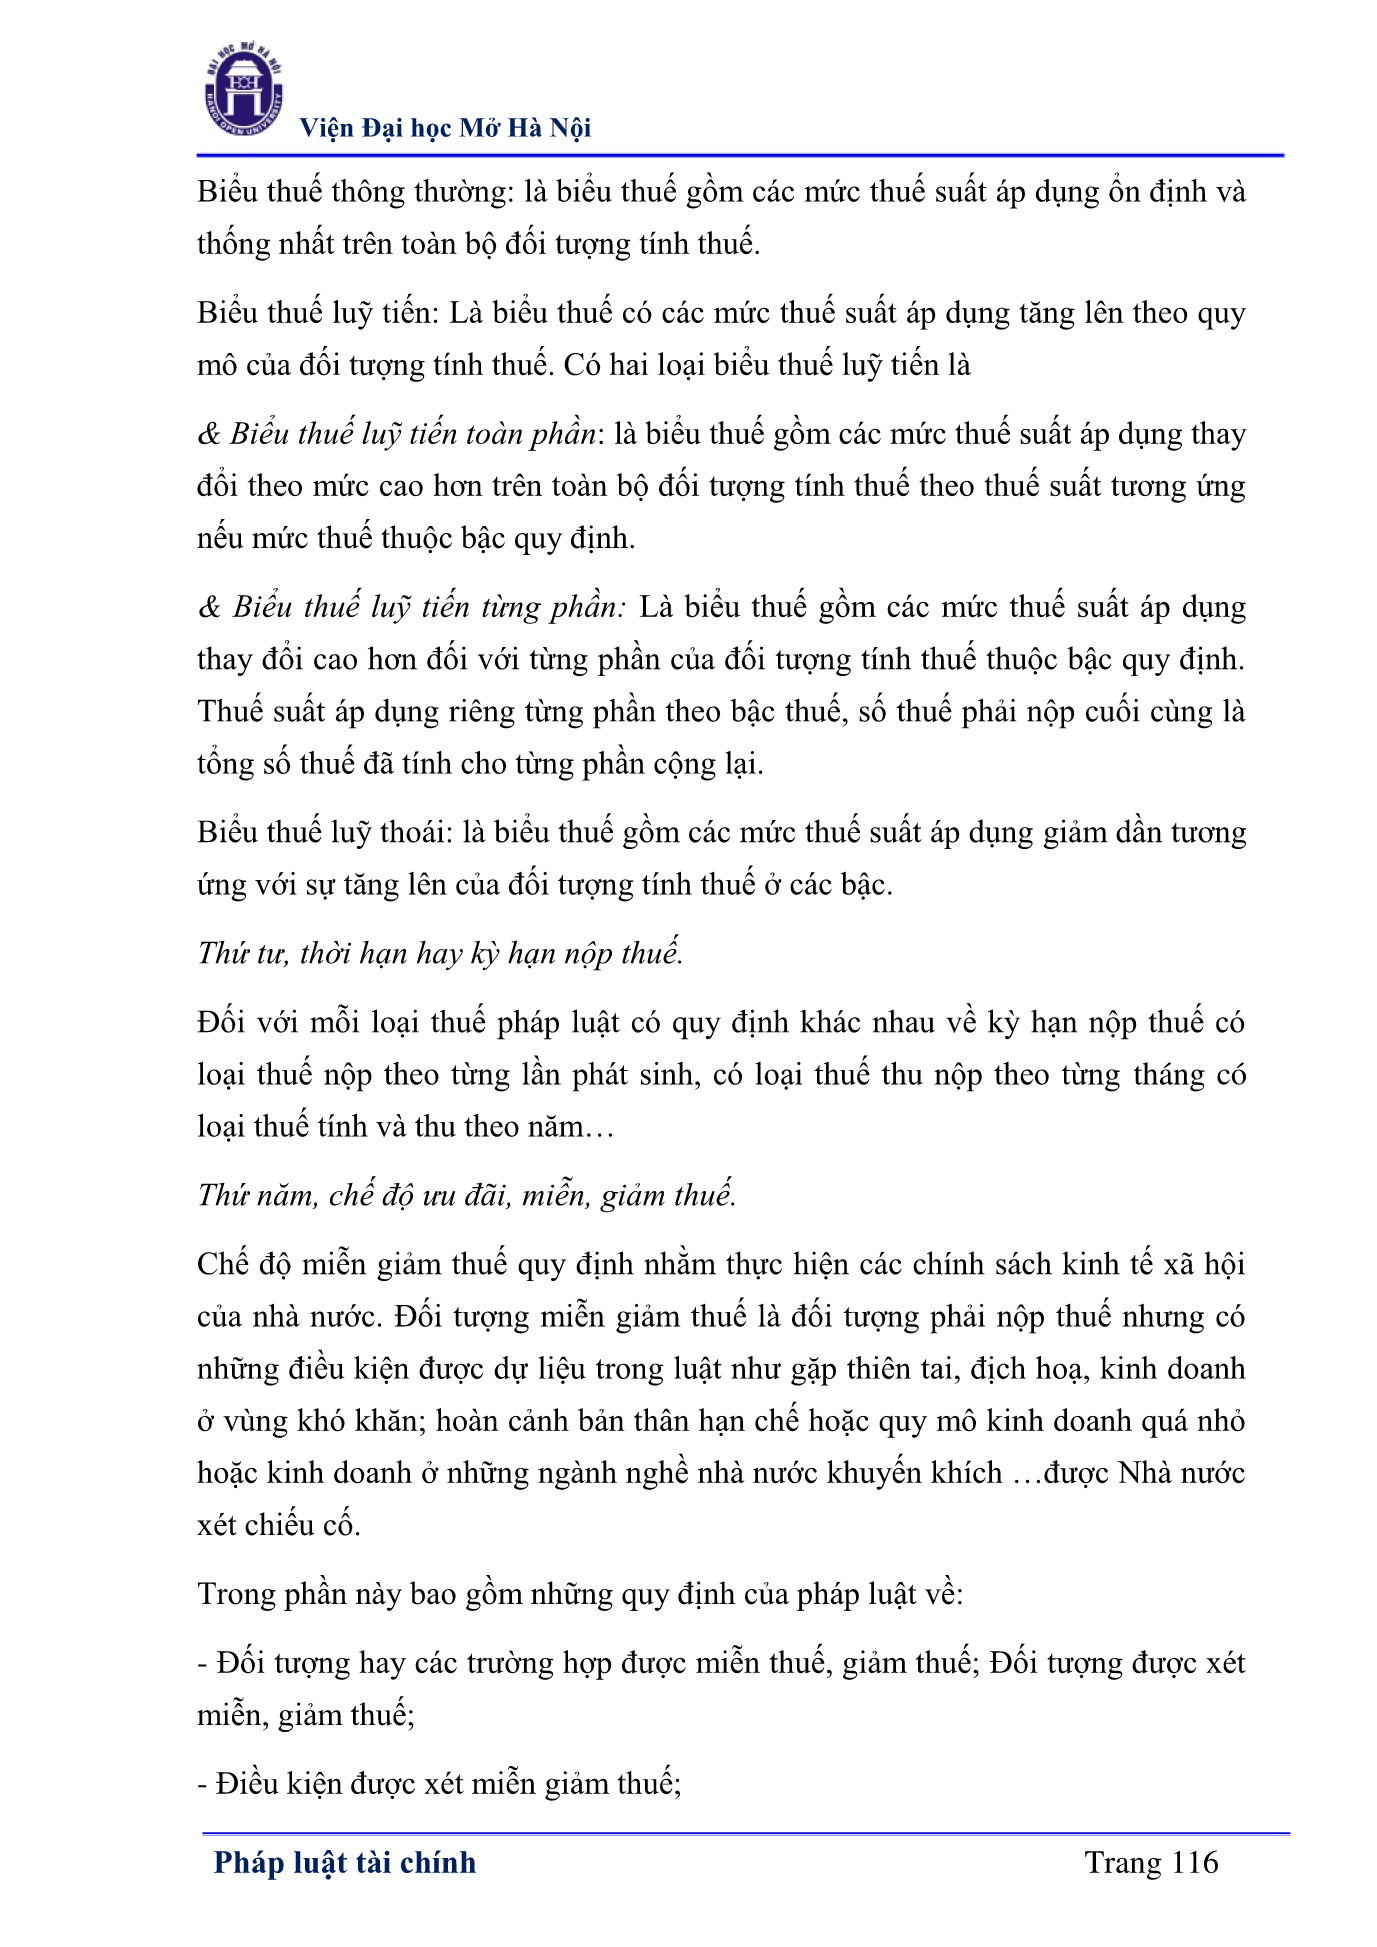 ĐẠI HỌC MỞ HÀ NỘI
HANOI OPEN UNIVERSITY
Viện Đại học Mở Hà Nội
Biểu thuế thông thường: là biểu thuế gồm các mức thuế suất áp dụng ổn định và
thống nhất trên toàn bộ đối tượng tính thuế.
Biểu thuế luỹ tiến: Là biểu thuế có các mức thuế suất áp dụng tăng lên theo quy
mô của đối tượng tính thuế. Có hai loại biểu thuế luỹ tiến là
& Biểu thuế luỹ tiến toàn phần: là biểu thuế gồm các mức thuế suất áp dụng thay
đổi theo mức cao hơn trên toàn bộ đối tượng tính thuế theo thuế suất tương ứng
nếu mức thuế thuộc bậc quy định.
& Biểu thuế luỹ tiến từng phần: Là biểu thuế gồm các mức thuế suất áp dụng
thay đổi cao hơn đối với từng phần của đối tượng tính thuế thuộc bậc quy định.
Thuế suất áp dụng riêng từng phần theo bậc thuế, số thuế phải nộp cuối cùng là
tổng số thuế đã tính cho từng phần cộng lại.
Biểu thuế luỹ thoái: là biểu thuế gồm các mức thuế suất áp dụng giảm dần tương
ứng với sự tăng lên của đối tượng tính thuế ở các bậc.
Thứ tư, thời hạn hay kỳ hạn nộp thuế.
Đối với mỗi loại thuế pháp luật có quy định khác nhau về kỳ hạn nộp thuế có
loại thuế nộp theo từng lần phát sinh, có loại thuế thu nộp theo từng tháng có
loại thuế tính và thu theo năm…
Thứ năm, chế độ ưu đãi, miễn, giảm thuế.
Chế độ miễn giảm thuế quy định nhằm thực hiện các chính sách kinh tế xã hội
của nhà nước. Đối tượng miễn giảm thuế là đối tượng phải nộp thuế nhưng có
những điều kiện được dự liệu trong luật như gặp thiên tai, địch hoạ, kinh doanh
ở vùng khó khăn; hoàn cảnh bản thân hạn chế hoặc quy mô kinh doanh quá nhỏ
hoặc kinh doanh ở những ngành nghề nhà nước khuyến khích …được Nhà nước
xét chiếu cố.
Trong phần này bao gồm những quy định của pháp luật về:
- Đối tượng hay các trường hợp được miễn thuế, giảm thuế; Đối tượng được xét
miễn, giảm thuế;
- Điều kiện được xét miễn giảm thuế;
Pháp luật tài chính Trang 116